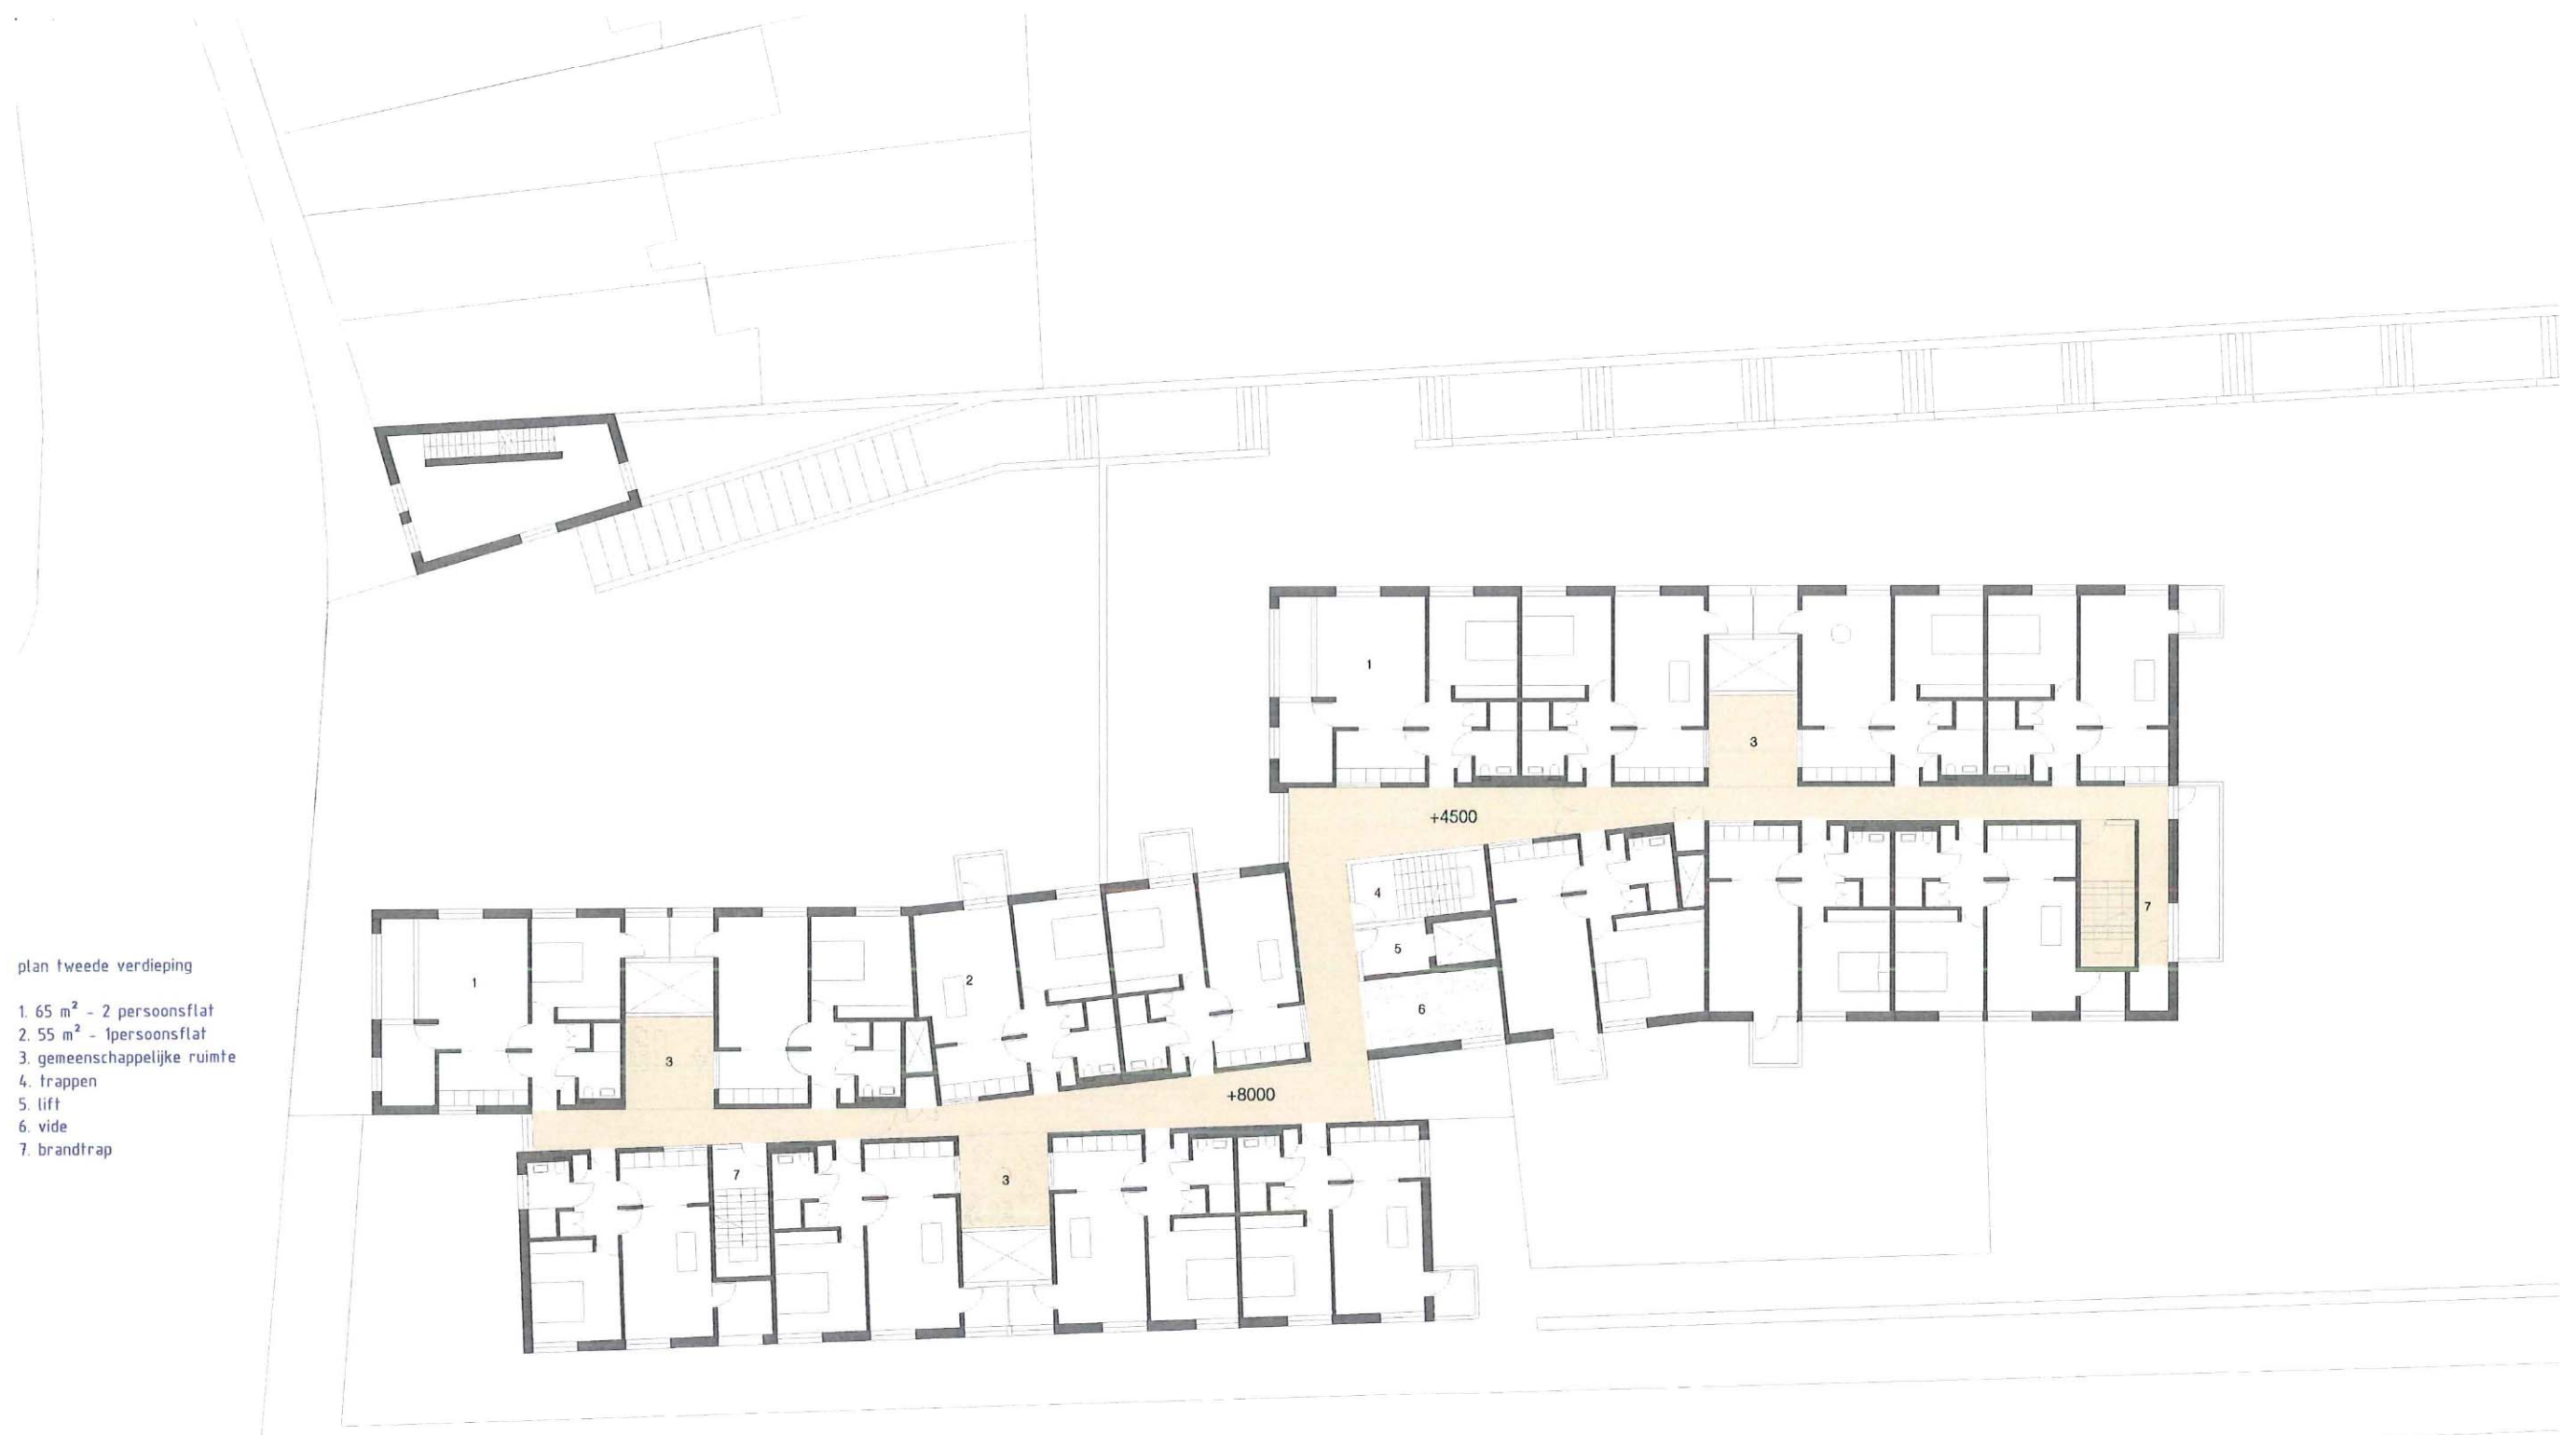 1
3
+4500
4
5
6
7
2
1
3
+8000
7
3
plan tweede verdieping
1. 65 m² - 2 persoonsflat
2. 55 m² - 1persoonsflat
3. gemeenschappelijke ruimte
4. trappen
5. lift
6. vide
7. brandtrap